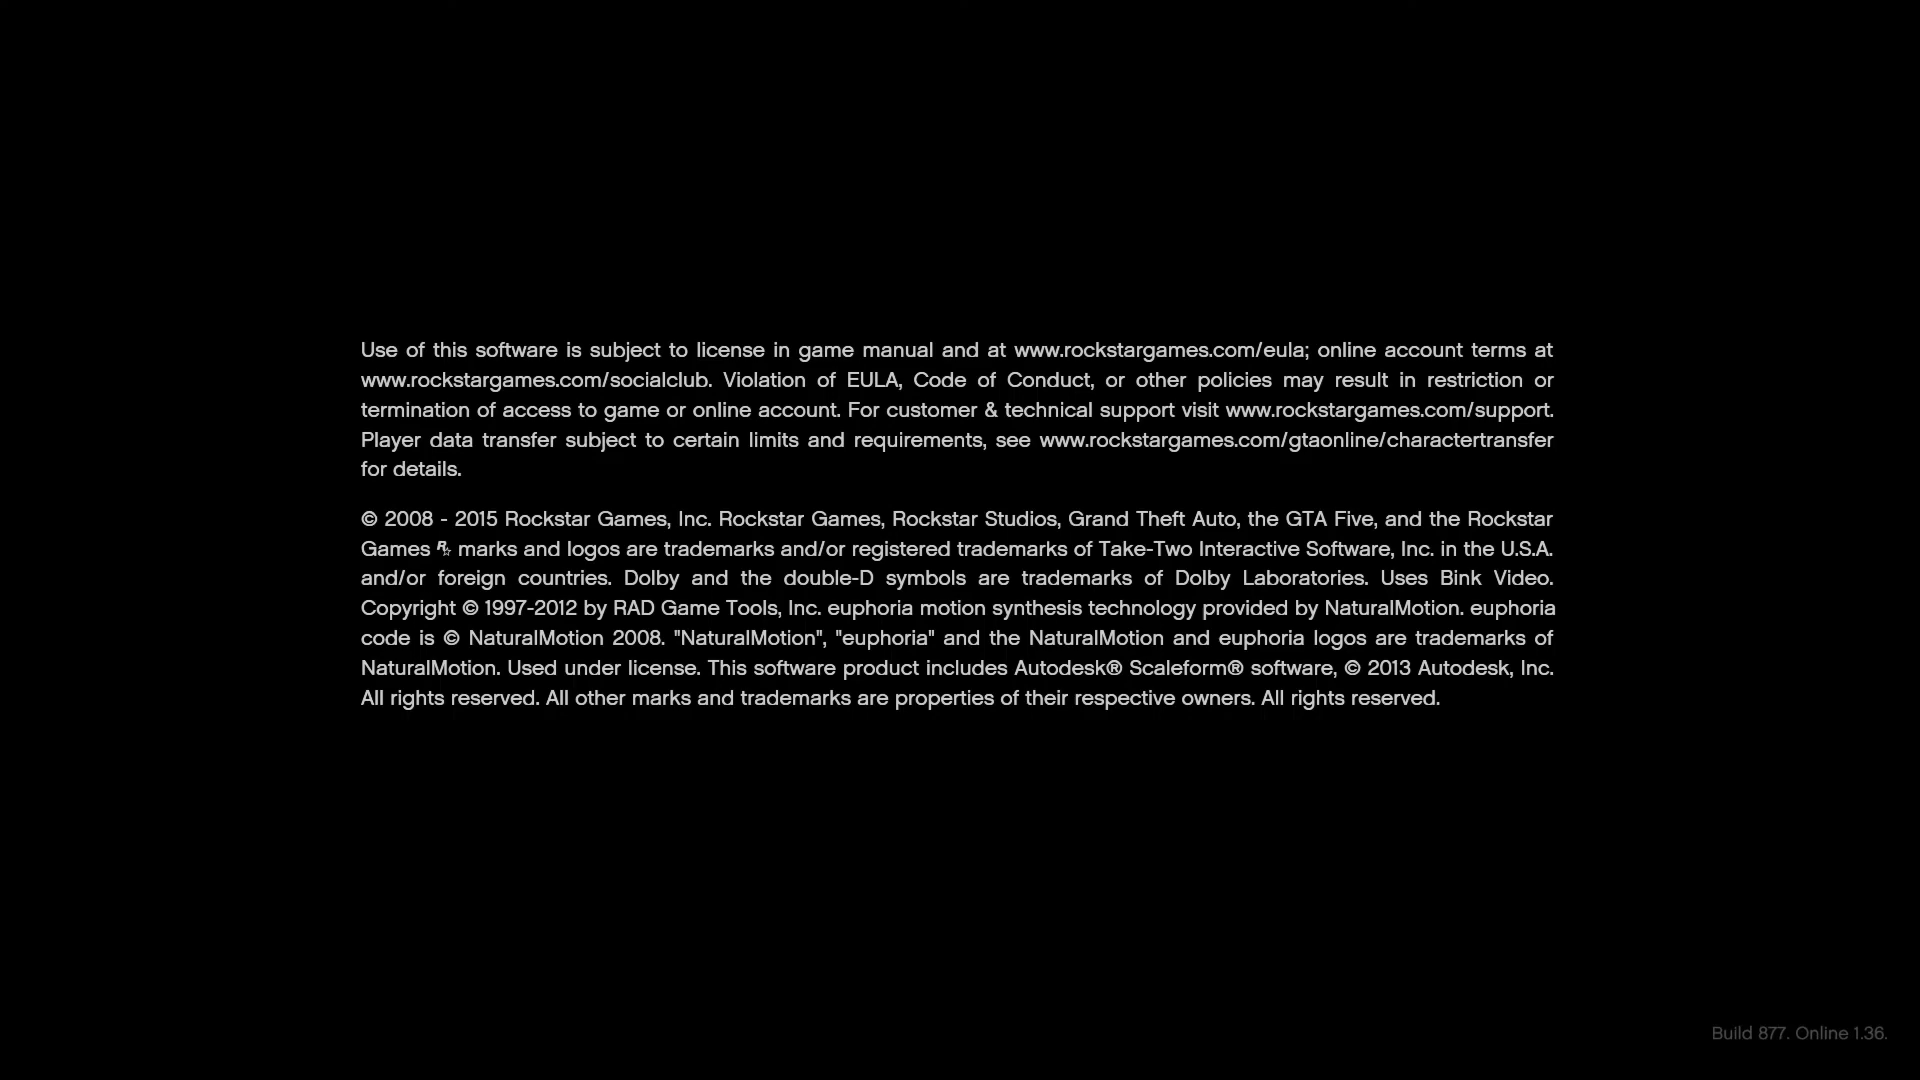 Use of this software is subject to license in game manual and at www.rockstargames.com/eula; online account terms at
www.rockstargames.com/socialclub. Violation of EULA, Code of Conduct, or other policies may result in restriction or
termination of access to game or online account. For customer & technical support visit www.rockstargames.com/support.
Player data transfer subject to certain limits and requirements, see www.rockstargames.com/gtaonline/charactertransfer
for details.
© 2008 - 2015 Rockstar Games, Inc. Rockstar Games, Rockstar Studios, Grand Theft Auto, the GTA Five, and the Rockstar
Games R* marks and logos are trademarks and/or registered trademarks of Take-Two Interactive Software, Inc. in the U.S.A.
and/or foreign countries. Dolby and the double-D symbols are trademarks of Dolby Laboratories. Uses Bink Video.
Copyright © 1997-2012 by RAD Game Tools, Inc. euphoria motion synthesis technology provided by NaturalMotion. euphoria
code is © NaturalMotion 2008. "NaturalMotion", "euphoria" and the NaturalMotion and euphoria logos are trademarks of
NaturalMotion. Used under license. This software product includes Autodesk® Scaleform® software, © 2013 Autodesk, Inc.
All rights reserved. All other marks and trademarks are properties of their respective owners. All rights reserved.
Build 877. Online 1.36.